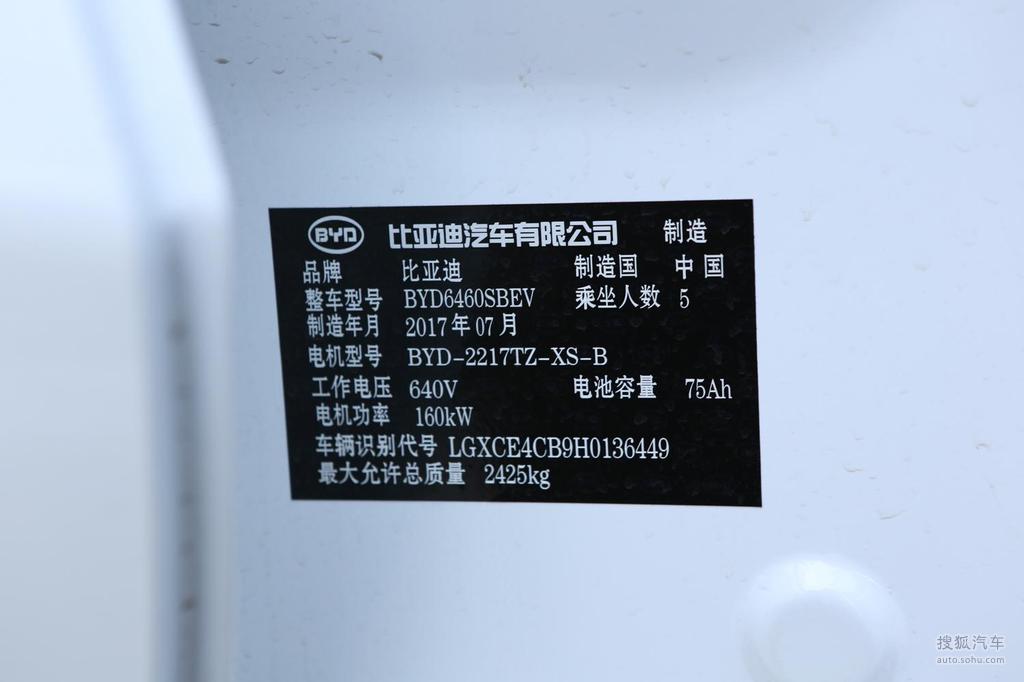 BYD 比亚迪汽车有限公司 制造
品牌 比亚迪 制造国 中国
整车型号 BYD6460SBEV 乘坐人数 5
制造年月 2017年07月
电机型号 BYD-2217TZ-XS-B
工作电压 640V 电池容量 75Ah
电机功率 160kW
车辆识别代号 LGXCE4CB9H0136449
最大允许总质量 2425kg
搜狐汽车
auto.sohu.com